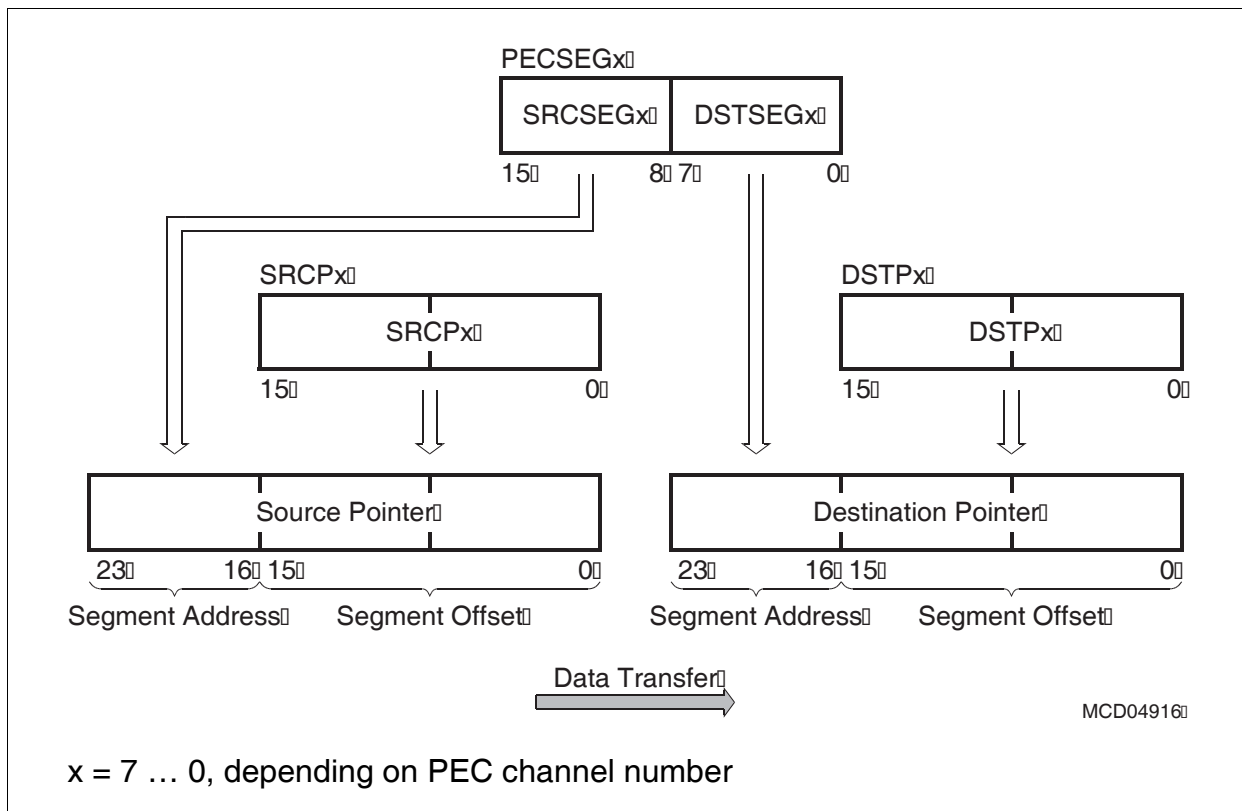 PECSEGx
SRCSEGx DSTSEGx
15 8 7 0
SRCPx DSTPx
SRCPx DSTPx
15 0 15 0
Source Pointer Destination Pointer
23 16 15 0 23 16 15 0
Segment Address Segment Offset Segment Address Segment Offset
Data Transfer
MCD04916
x = 7 … 0, depending on PEC channel number